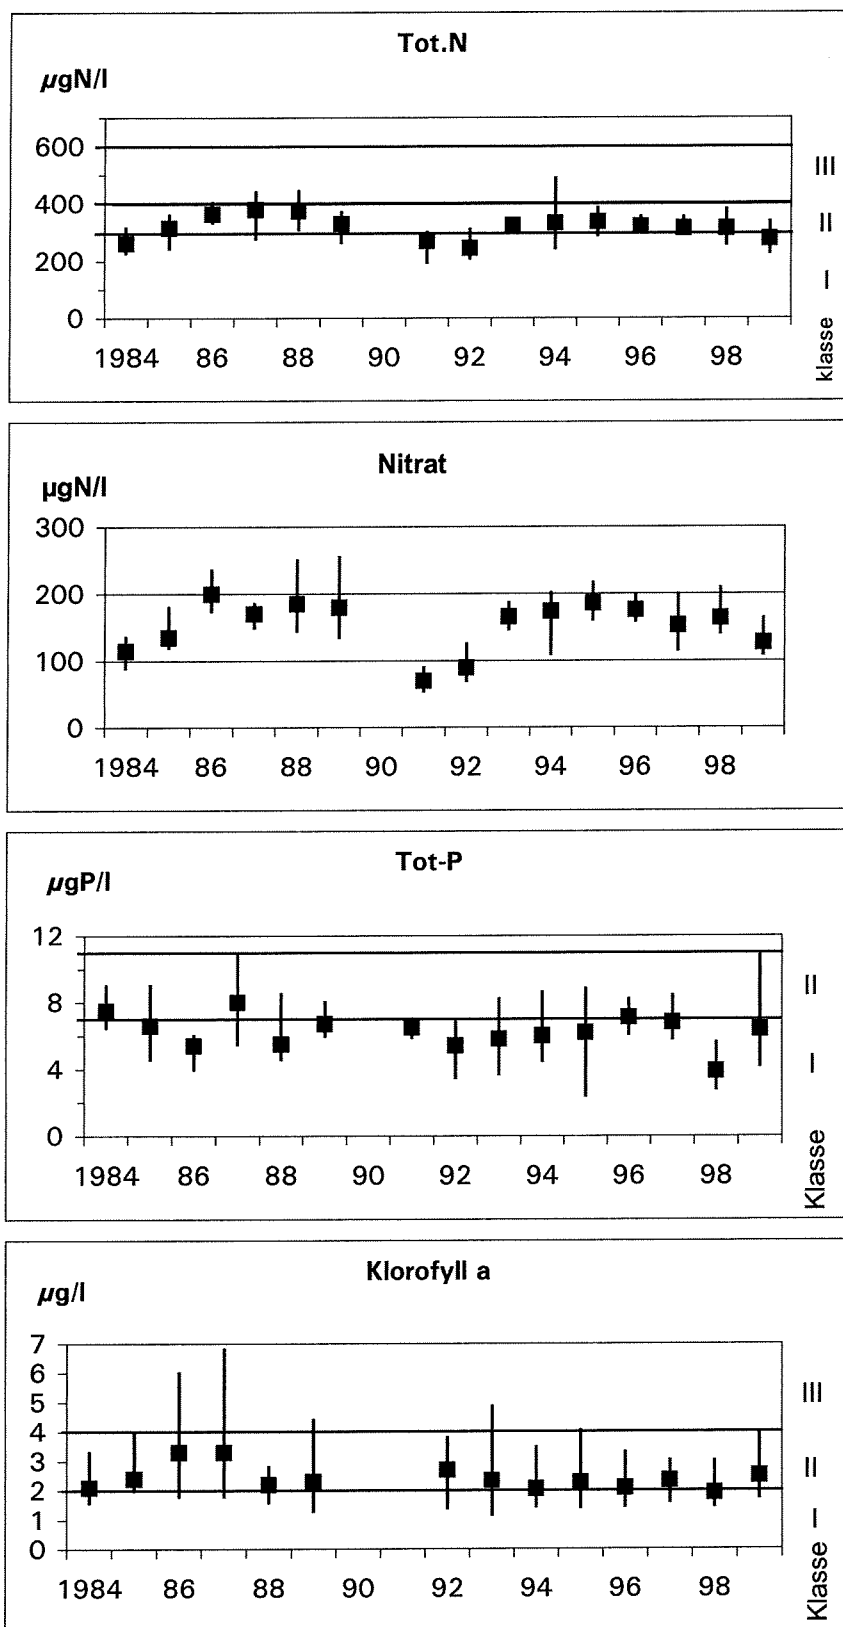 Tot.N
µgN/l
600
III
400
II
200
I
0
1984 86 88 90 92 94 96 98
klasse
Nitrat
µgN/l
300
200
100
0
1984 86 88 90 92 94 96 98
Tot-P
µgP/l
12
II
8
4
I
0
1984 86 88 90 92 94 96 98
Klasse
Klorofyll a
µg/l
7
6
5
III
4
3
II
2
1
I
0
1984 86 88 90 92 94 96 98
Klasse